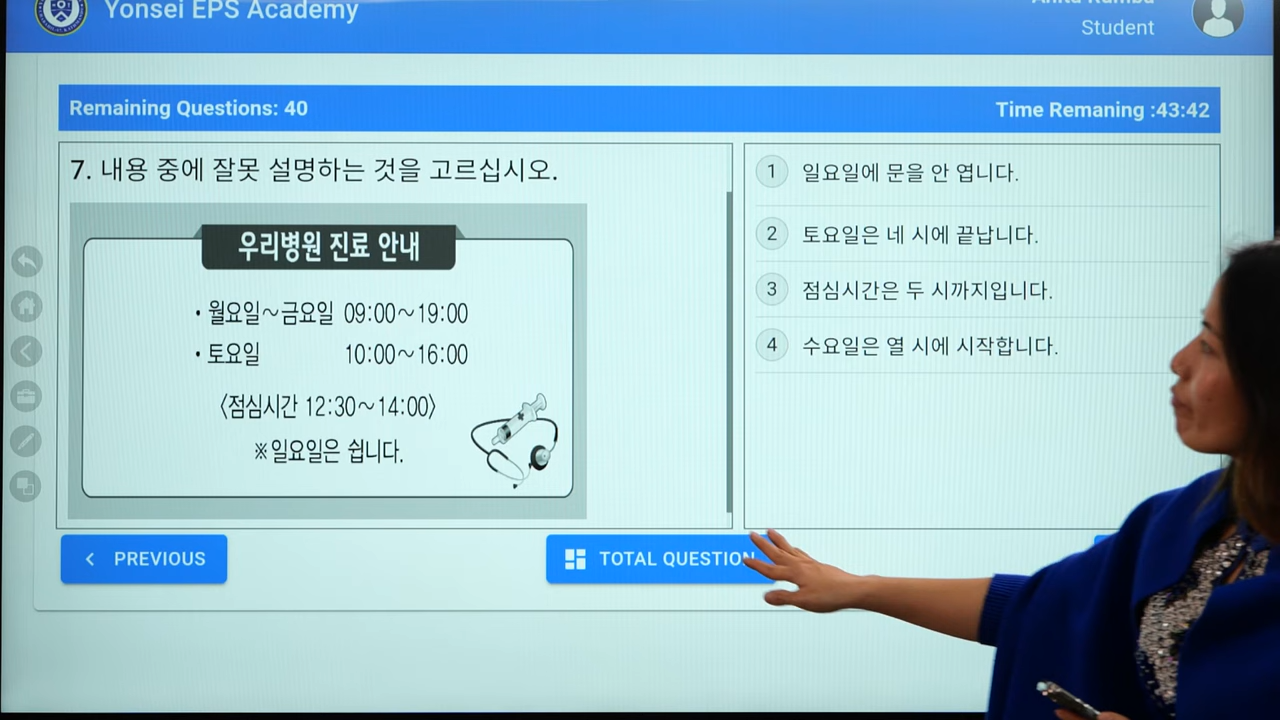 Yonsei EPS Academy
Student
Remaining Questions: 40
Time Remaning :43:42
7. 내용 중에 잘못 설명하는 것을 고르십시오.
우리병원 진료 안내
• 월요일~금요일 09:00~19:00
• 토요일 10:00~16:00
〈점심시간 12:30~14:00〉
※일요일은 쉽니다.
1 일요일에 문을 안 엽니다.
2 토요일은 네 시에 끝납니다.
3 점심시간은 두 시까지입니다.
4 수요일은 열 시에 시작합니다.
PREVIOUS
TOTAL QUESTION